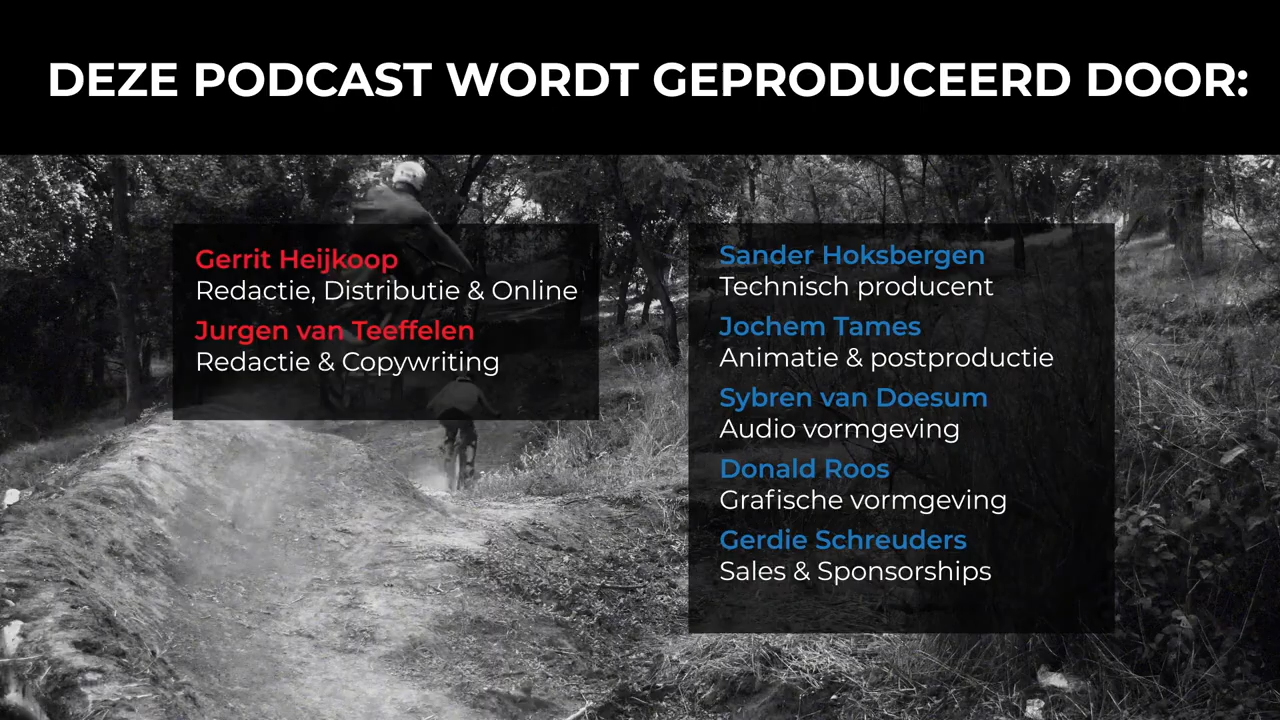 DEZE PODCAST WORDT GEPRODUCEERD DOOR:
Gerrit Heijkoop
Redactie, Distributie & Online
Jurgen van Teeffelen
Redactie & Copywriting
Sander Hoksbergen
Technisch producent
Jochem Tames
Animatie & postproductie
Sybren van Doesum
Audio vormgeving
Donald Roos
Grafische vormgeving
Gerdie Schreuders
Sales & Sponsorships